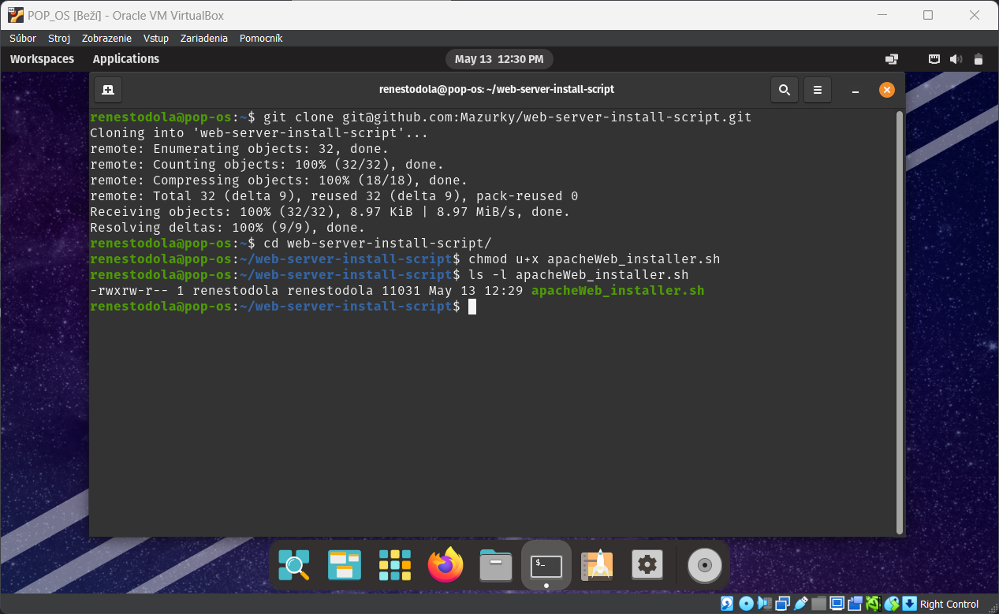 POP_OS [Beží] - Oracle VM VirtualBox
Súbor Stroj Zobrazenie Vstup Zariadenia Pomocník
Workspaces Applications May 13 12:30 PM
renestodola@pop-os: ~/web-server-install-script
renestodola@pop-os:~$ git clone git@github.com:Mazurky/web-server-install-script.git
Cloning into 'web-server-install-script'...
remote: Enumerating objects: 32, done.
remote: Counting objects: 100% (32/32), done.
remote: Compressing objects: 100% (18/18), done.
remote: Total 32 (delta 9), reused 32 (delta 9), pack-reused 0
Receiving objects: 100% (32/32), 8.97 KiB | 8.97 MiB/s, done.
Resolving deltas: 100% (9/9), done.
renestodola@pop-os:~$ cd web-server-install-script/
renestodola@pop-os:~/web-server-install-script$ chmod u+x apacheWeb_installer.sh
renestodola@pop-os:~/web-server-install-script$ ls -l apacheWeb_installer.sh
-rwxrw-r-- 1 renestodola renestodola 11031 May 13 12:29 apacheWeb_installer.sh
renestodola@pop-os:~/web-server-install-script$
$_
Right Control